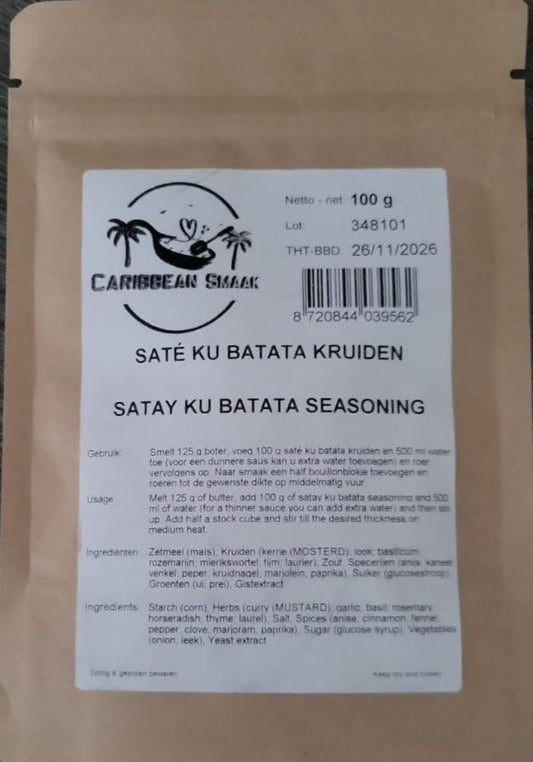 Netto - net: 100 g
Lot: 348101
THT-BBD: 26/11/2026
CARIBBEAN SMAAK
8 720844 039562
SATÉ KU BATATA KRUIDEN
SATAY KU BATATA SEASONING
Gebruik: Smelt 125 g boter, voeg 100 g saté ku batata kruiden en 500 ml water
toe (voor een dunnere saus kan u extra water toevoegen) en roer
vervolgens op. Naar smaak een half bouillonblokje toevoegen en
roeren tot de gewenste dikte op middelmatig vuur.
Usage Melt 125 g of butter, add 100 g of satay ku batata seasoning and 500
ml of water (for a thinner sauce you can add extra water) and then stir
up. Add half a stock cube and stir till the desired thickness on
medium heat.
Ingredienten: Zetmeel (mais), Kruiden (kerrie (MOSTERD), look, basilicum,
rozemarijn, mierikswortel, tijm, laurier), Zout, Specerijen (anijs, kaneel,
venkel, peper, kruidnagel, marjolein, paprika), Suiker (glucosestroop),
Groenten (ui, prei), Gistextract
Ingredients: Starch (corn), Herbs (curry (MUSTARD), garlic, basil, rosemary,
horseradish, thyme, laurel), Salt, Spices (anise, cinnamon, fennel,
pepper, clove, marjoram, paprika), Sugar (glucose syrup), Vegetables
(onion, leek), Yeast extract
Droog & gesloten bewaren
Keep dry and closed